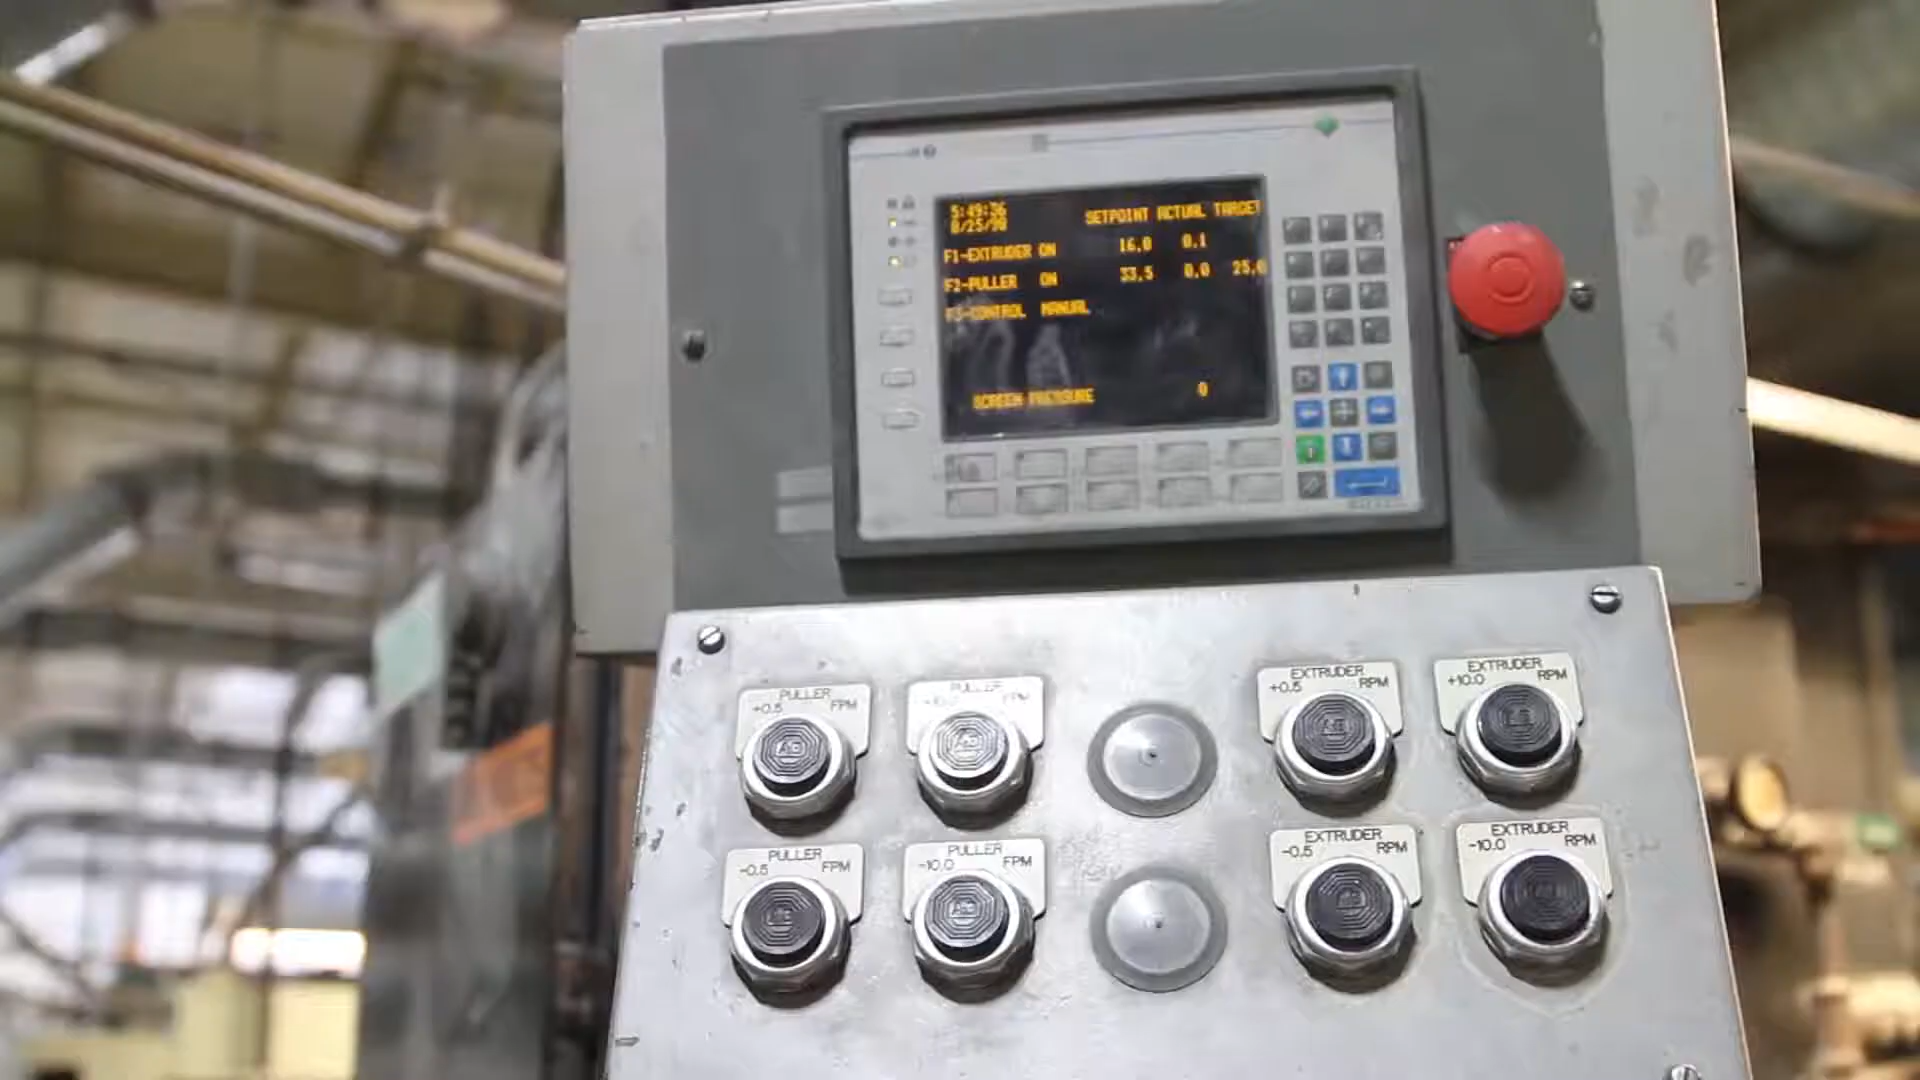 5:49:36 SETPOINT ACTUAL TARGET
8/25/98
F1-EXTRUDER ON 16.0 0.1
F2-PULLER ON 33.5 0.0 25.0
F3-CONTROL MANUAL
SCREEN PRESSURE 0
PULLER
+0.5 FPM
PULLER
+10.0 FPM
EXTRUDER
+0.5 RPM
EXTRUDER
+10.0 RPM
PULLER
-0.5 FPM
PULLER
-10.0 FPM
EXTRUDER
-0.5 RPM
EXTRUDER
-10.0 RPM